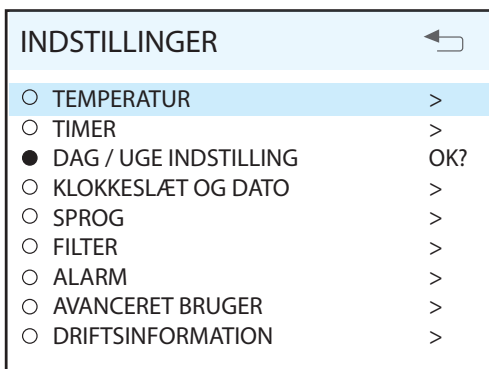 INDSTILLINGER
TEMPERATUR >
TIMER >
DAG / UGE INDSTILLING OK?
KLOKKESLÆT OG DATO >
SPROG >
FILTER >
ALARM >
AVANCERET BRUGER >
DRIFTSINFORMATION >